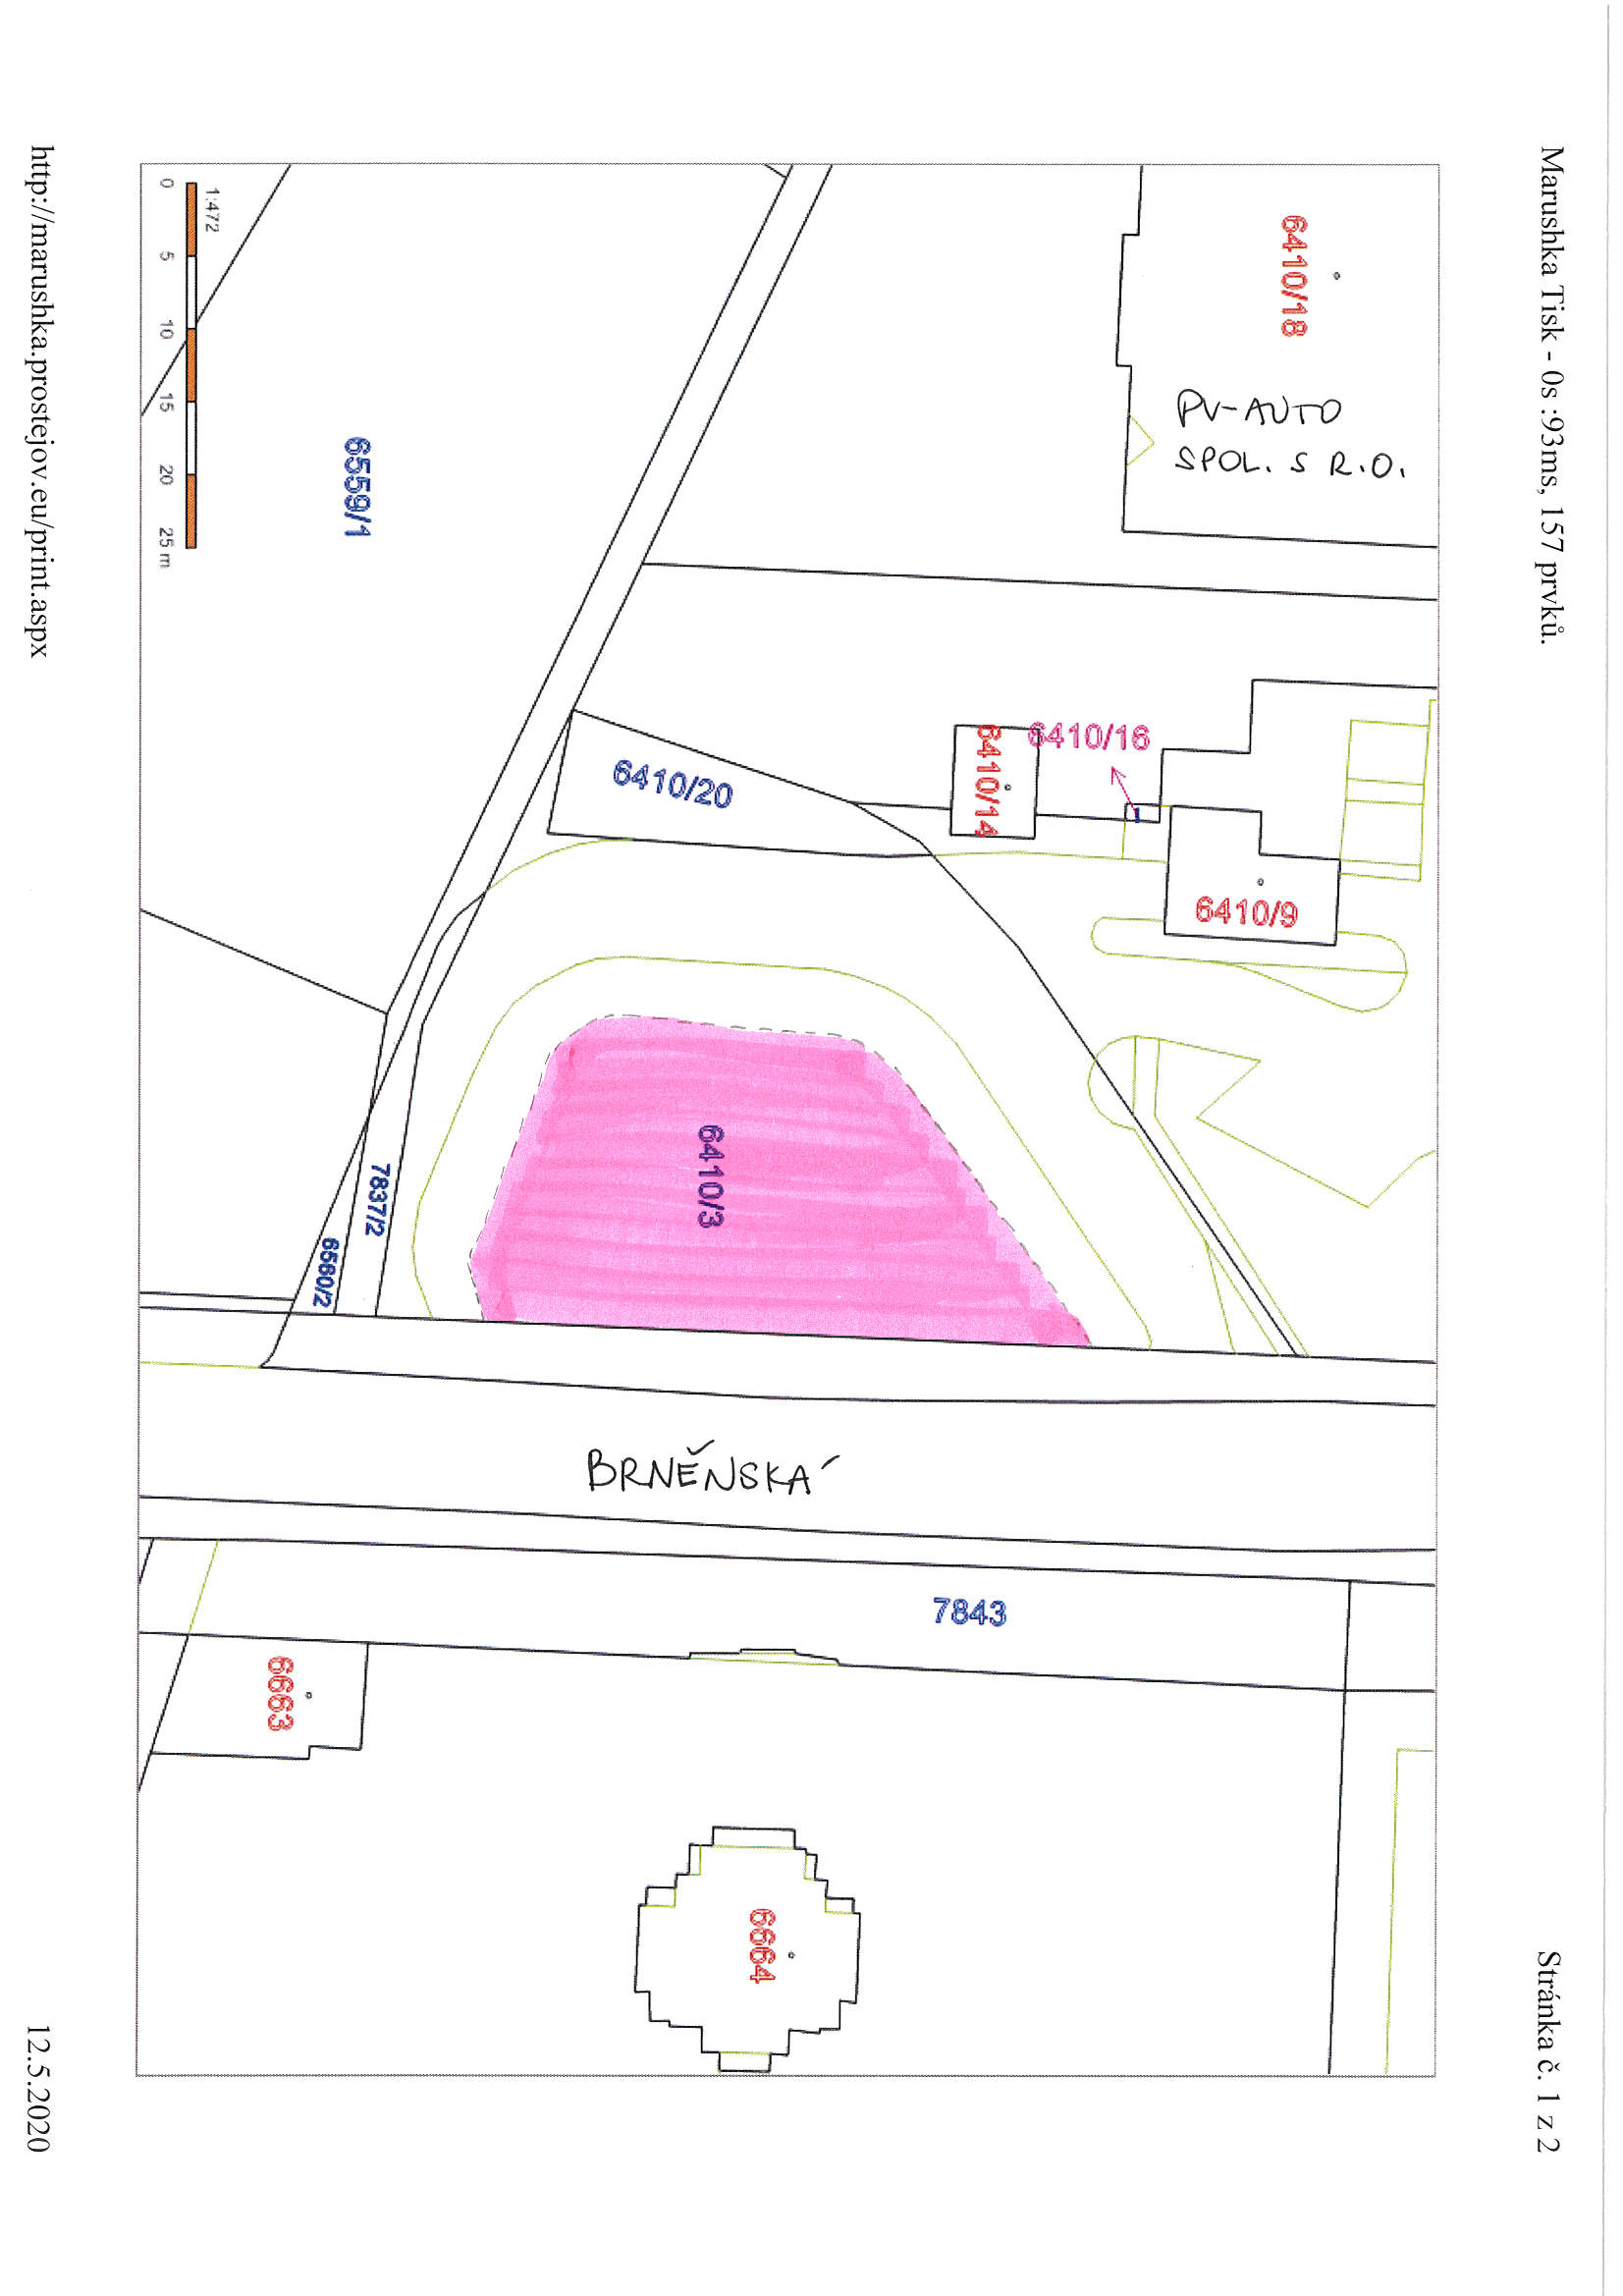 Marushka Tisk - 0s :93ms, 157 prvků.
Stránka č. 1 z 2
6410/18
PV-AUTO
SPOL. S R.O.
1:472
0 5 10 15 20 25 m
6559/1
6410/16
6410/14
6410/20
6410/9
6410/3
7837/2
6560/2
BRNĚNSKÁ
7843
6663
6664
http://marushka.prostejov.eu/print.aspx
12.5.2020